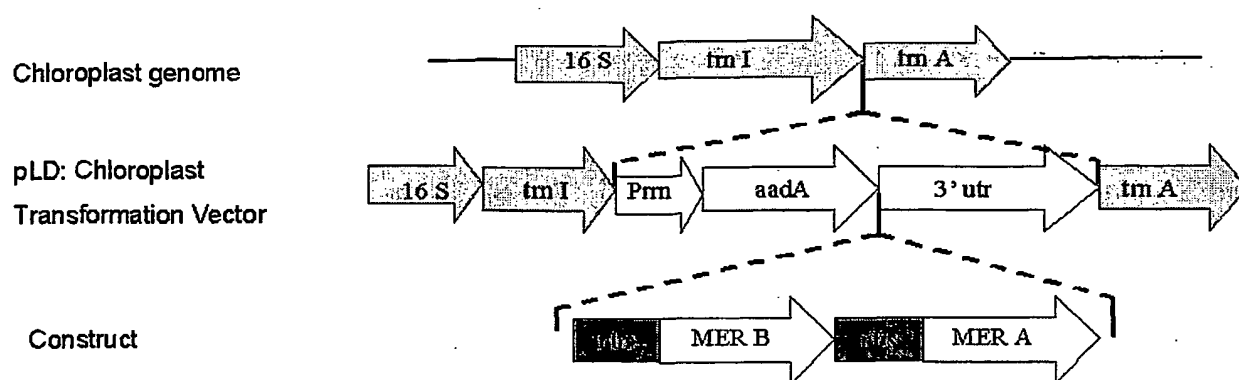 Chloroplast genome
16 S
trn I
trn A
pLD: Chloroplast
Transformation Vector
16 S
trn I
Prrn
aadA
3' utr
trn A
Construct
MER B
MER A